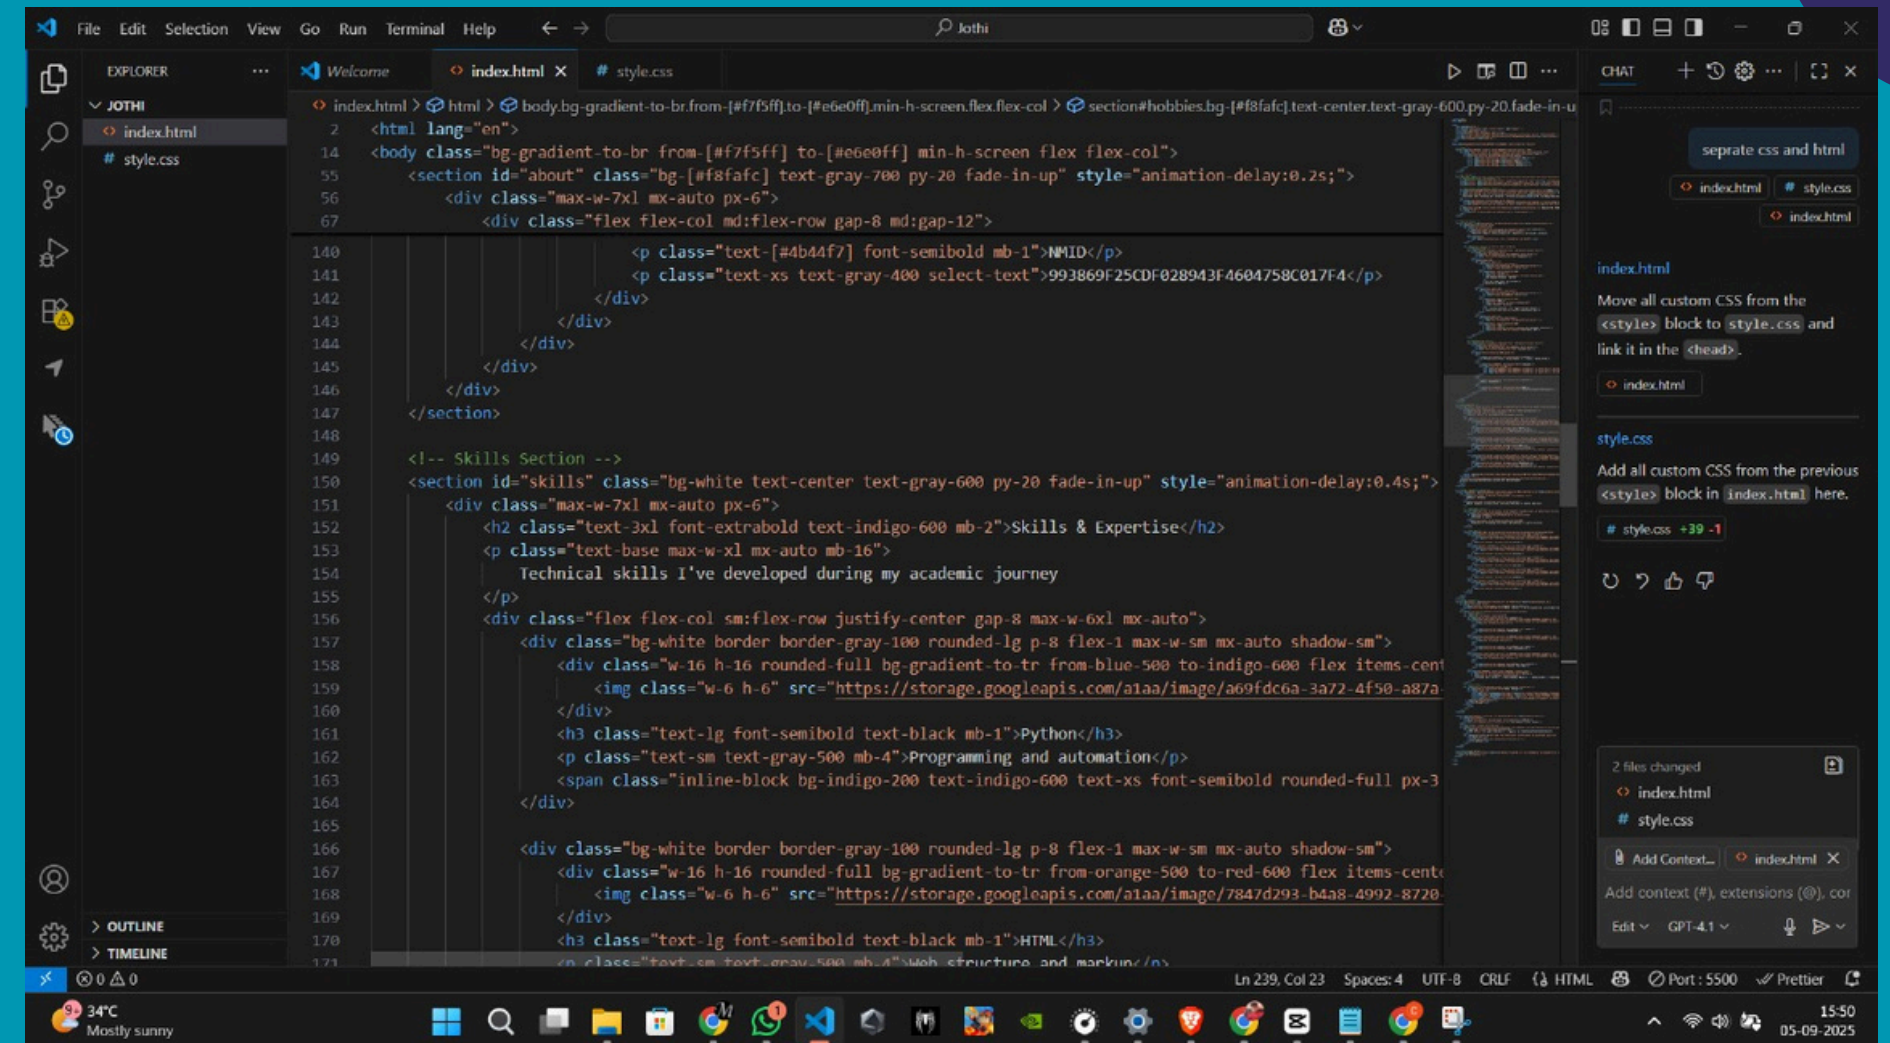 File Edit Selection View Go Run Terminal Help
Jothi
EXPLORER
JOTHI
index.html
style.css
OUTLINE
TIMELINE
Welcome
index.html
style.css
index.html > html > body.bg-gradient-to-br.from-[#f7f5ff].to-[#e6e0ff].min-h-screen.flex.flex-col > section#hobbies.bg-[#f8fafc].text-center.text-gray-600.py-20.fade-in-u
2 <html lang="en">
14 <body class="bg-gradient-to-br from-[#f7f5ff] to-[#e6e0ff] min-h-screen flex flex-col">
55 <section id="about" class="bg-[#f8fafc] text-gray-700 py-20 fade-in-up" style="animation-delay:0.2s;">
56 <div class="max-w-7xl mx-auto px-6">
67 <div class="flex flex-col md:flex-row gap-8 md:gap-12">
140 <p class="text-[#4b44f7] font-semibold mb-1">NMID</p>
141 <p class="text-xs text-gray-400 select-text">993869F25CDF028943F4604758C017F4</p>
142 </div>
143 </div>
144 </div>
145 </div>
146 </div>
147 </section>
148
149 <!-- Skills Section -->
150 <section id="skills" class="bg-white text-center text-gray-600 py-20 fade-in-up" style="animation-delay:0.4s;">
151 <div class="max-w-7xl mx-auto px-6">
152 <h2 class="text-3xl font-extrabold text-indigo-600 mb-2">Skills & Expertise</h2>
153 <p class="text-base max-w-xl mx-auto mb-16">
154 Technical skills I've developed during my academic journey
155 </p>
156 <div class="flex flex-col sm:flex-row justify-center gap-8 max-w-6xl mx-auto">
157 <div class="bg-white border border-gray-100 rounded-lg p-8 flex-1 max-w-sm mx-auto shadow-sm">
158 <div class="w-16 h-16 rounded-full bg-gradient-to-tr from-blue-500 to-indigo-600 flex items-cent
159 <img class="w-6 h-6" src="https://storage.googleapis.com/a1aa/image/a69fdc6a-3a72-4f50-a87a-
160 </div>
161 <h3 class="text-lg font-semibold text-black mb-1">Python</h3>
162 <p class="text-sm text-gray-500 mb-4">Programming and automation</p>
163 <span class="inline-block bg-indigo-200 text-indigo-600 text-xs font-semibold rounded-full px-3
164 </div>
165
166 <div class="bg-white border border-gray-100 rounded-lg p-8 flex-1 max-w-sm mx-auto shadow-sm">
167 <div class="w-16 h-16 rounded-full bg-gradient-to-tr from-orange-500 to-red-600 flex items-cente
168 <img class="w-6 h-6" src="https://storage.googleapis.com/a1aa/image/7847d293-b4a8-4992-8720-
169 </div>
170 <h3 class="text-lg font-semibold text-black mb-1">HTML</h3>
171 <p class="text-sm text-gray-500 mb-4">Web structure and markup</p>
CHAT
seprate css and html
index.html style.css
index.html
index.html
Move all custom CSS from the
<style> block to style.css and
link it in the <head>.
index.html
style.css
Add all custom CSS from the previous
<style> block in index.html here.
style.css +39 -1
2 files changed
index.html
style.css
Add Context... index.html
Add context (#), extensions (@), cor
Edit GPT-4.1
0 0
Ln 239, Col 23 Spaces: 4 UTF-8 CRLF {} HTML Port : 5500 Prettier
9+ 34°C
Mostly sunny
15:50
05-09-2025